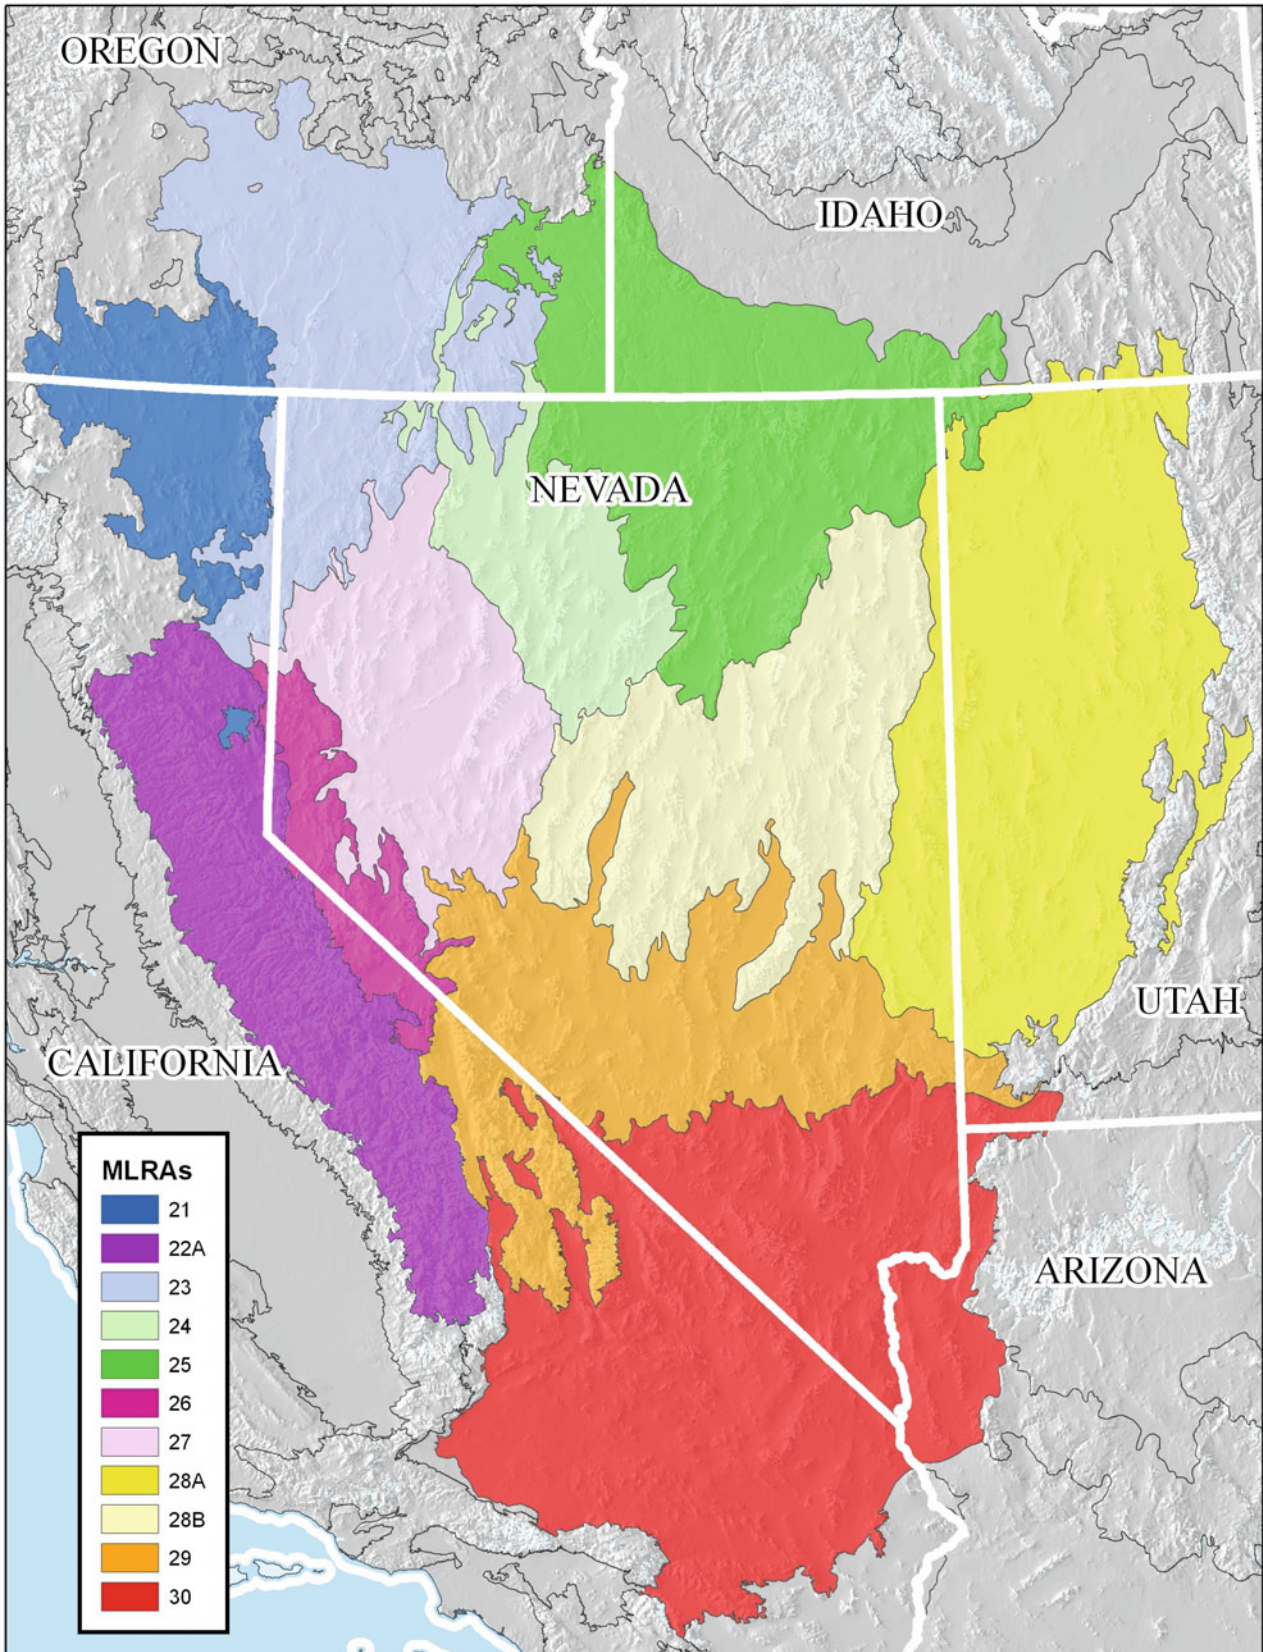 OREGON
IDAHO
NEVADA
UTAH
CALIFORNIA
ARIZONA
MLRAs
21
22A
23
24
25
26
27
28A
28B
29
30